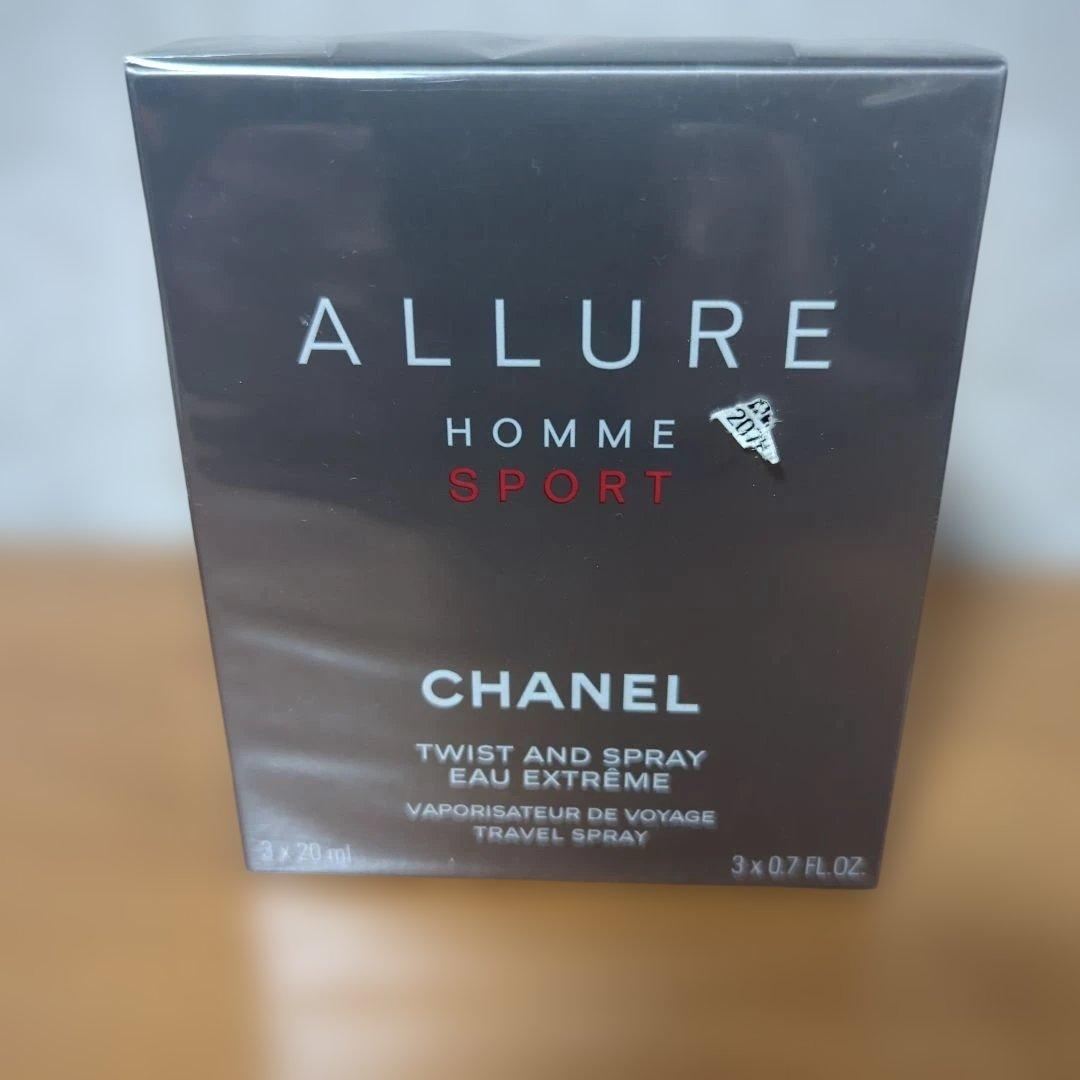 ALLURE
HOMME
SPORT
CHANEL
TWIST AND SPRAY
EAU EXTRÊME
VAPORISATEUR DE VOYAGE
TRAVEL SPRAY
3 x 20 ml
3 x 0.7 FL. OZ.